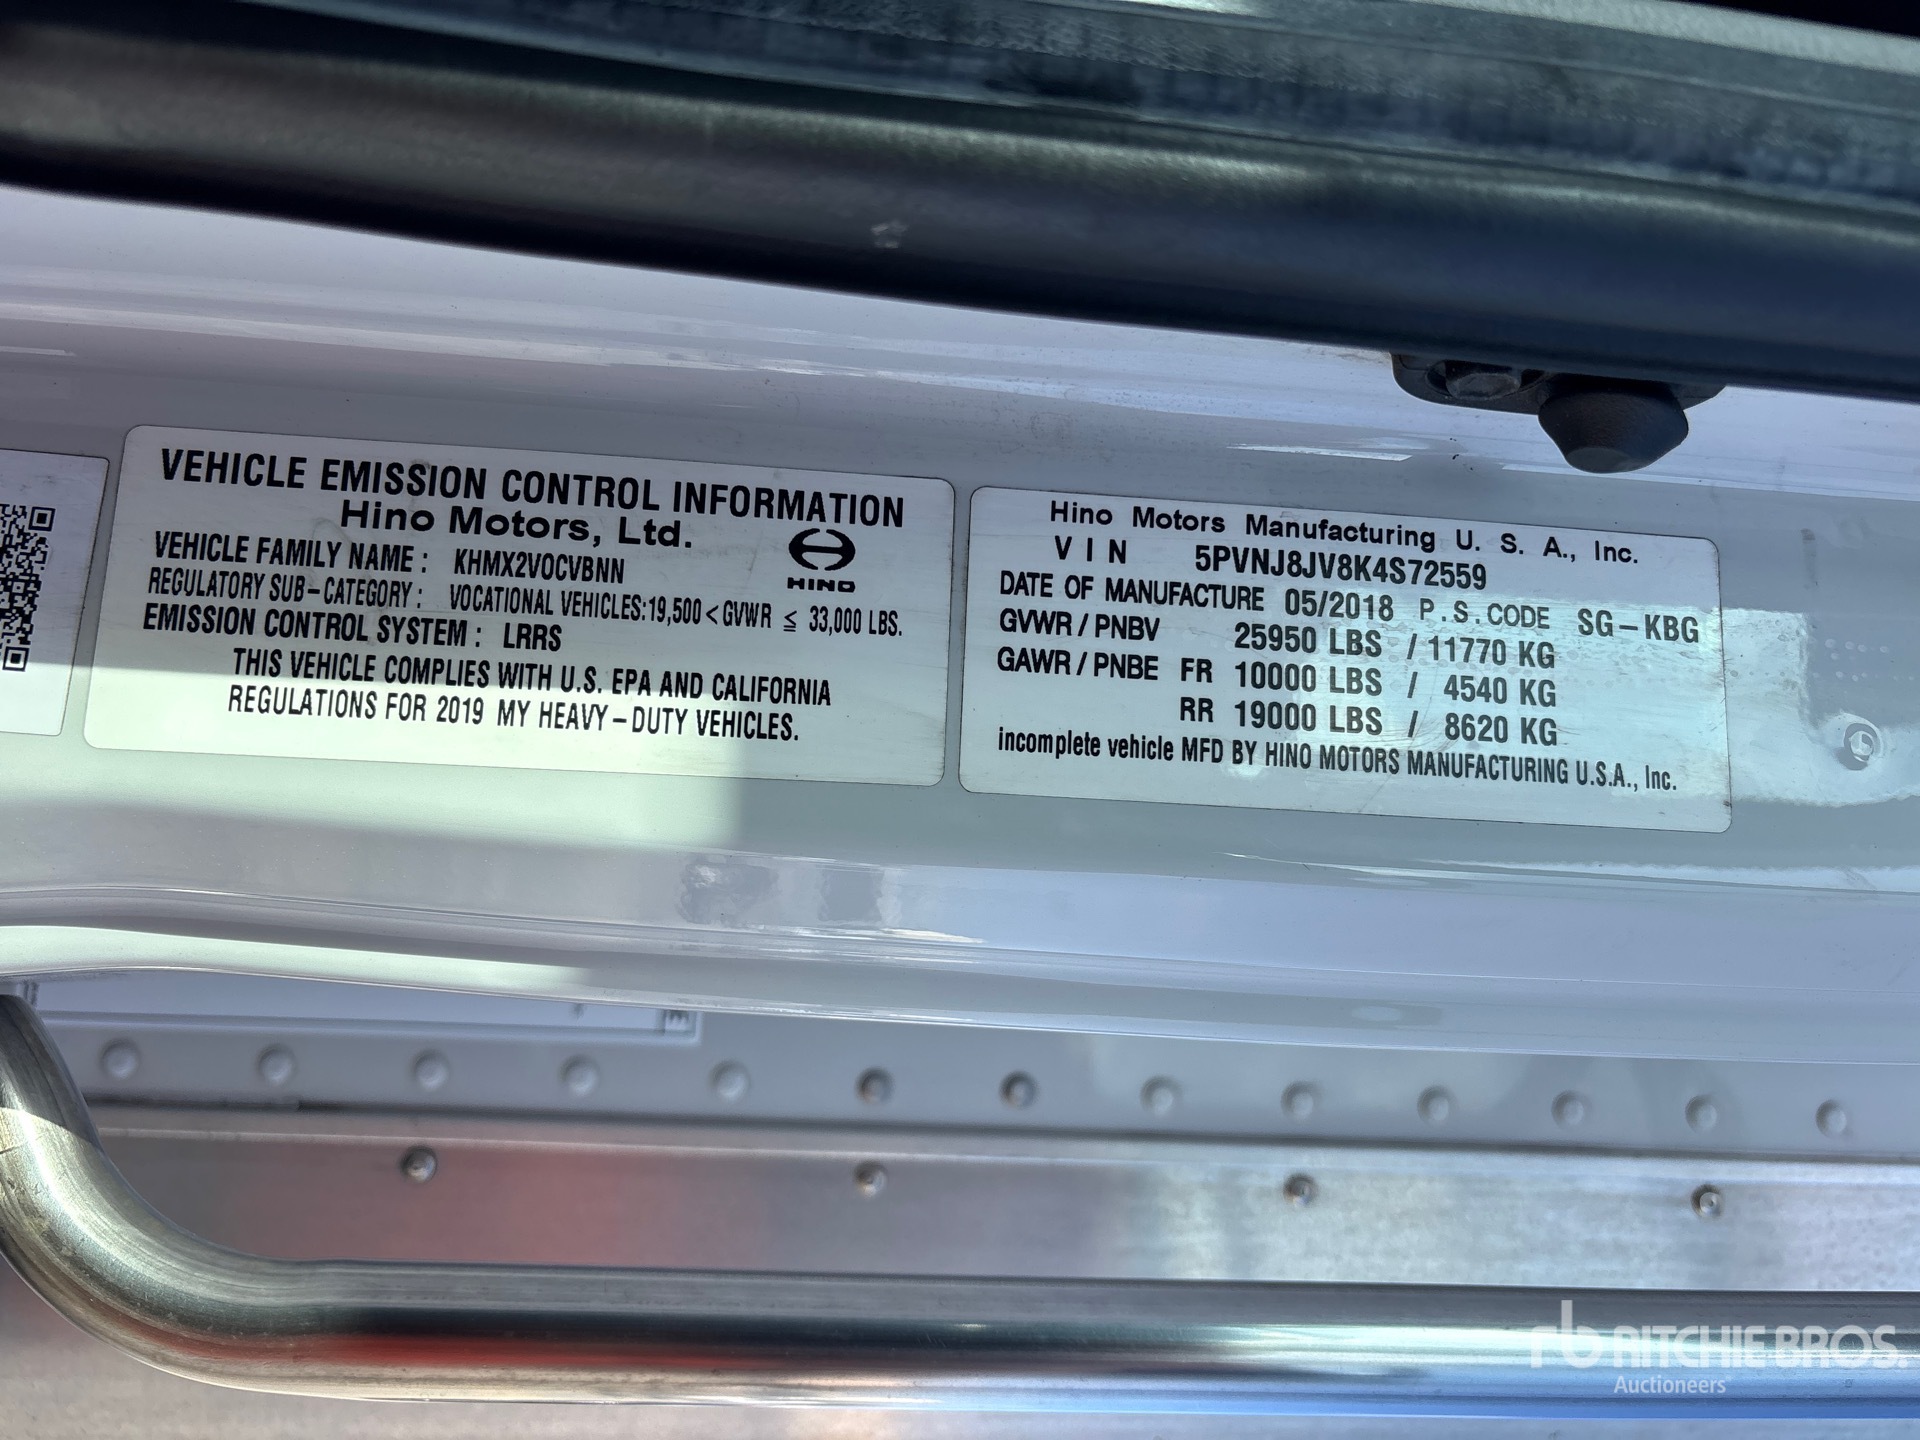 VEHICLE EMISSION CONTROL INFORMATION
Hino Motors, Ltd.
HINO
VEHICLE FAMILY NAME : KHMX2VOCVBNN
REGULATORY SUB-CATEGORY : VOCATIONAL VEHICLES:19,500 < GVWR ≤ 33,000 LBS.
EMISSION CONTROL SYSTEM : LRRS
THIS VEHICLE COMPLIES WITH U.S. EPA AND CALIFORNIA
REGULATIONS FOR 2019 MY HEAVY-DUTY VEHICLES.
Hino Motors Manufacturing U. S. A., Inc.
V I N 5PVNJ8JV8K4S72559
DATE OF MANUFACTURE 05/2018 P.S.CODE SG-KBG
GVWR / PNBV 25950 LBS / 11770 KG
GAWR / PNBE FR 10000 LBS / 4540 KG
RR 19000 LBS / 8620 KG
incomplete vehicle MFD BY HINO MOTORS MANUFACTURING U.S.A., Inc.
rb RITCHIE BROS.
Auctioneers